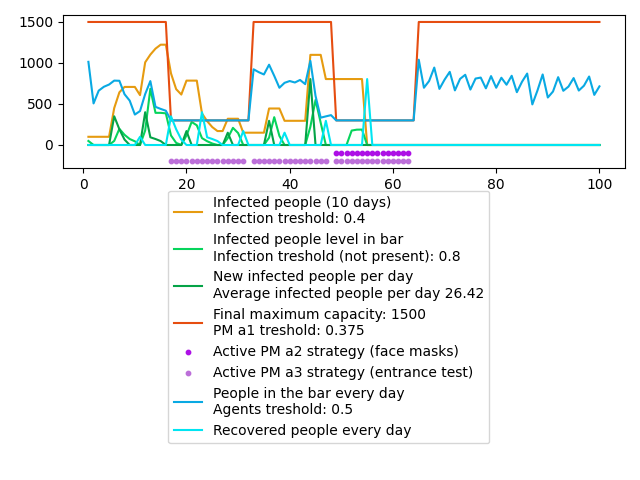 1500
1000
500
0
0 20 40 60 80 100
Infected people (10 days)
Infection treshold: 0.4
Infected people level in bar
Infection treshold (not present): 0.8
New infected people per day
Average infected people per day 26.42
Final maximum capacity: 1500
PM a1 treshold: 0.375
Active PM a2 strategy (face masks)
Active PM a3 strategy (entrance test)
People in the bar every day
Agents treshold: 0.5
Recovered people every day